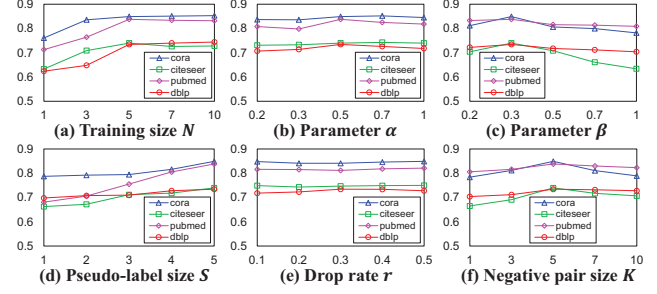 0.9 0.9 0.9
0.8 0.8 0.8
0.7 0.7 0.7
0.6 0.6 0.6
0.5 0.5 0.5
cora cora cora
citeseer citeseer citeseer
pubmed pubmed pubmed
dblp dblp dblp
1 3 5 7 10 0.2 0.3 0.5 0.7 1 0.2 0.3 0.5 0.7 1
(a) Training size N (b) Parameter α (c) Parameter β
0.9 0.9 0.9
0.8 0.8 0.8
0.7 0.7 0.7
0.6 0.6 0.6
0.5 0.5 0.5
cora cora cora
citeseer citeseer citeseer
pubmed pubmed pubmed
dblp dblp dblp
1 2 3 4 5 0.1 0.2 0.3 0.4 0.5 1 3 5 7 10
(d) Pseudo-label size S (e) Drop rate r (f) Negative pair size K